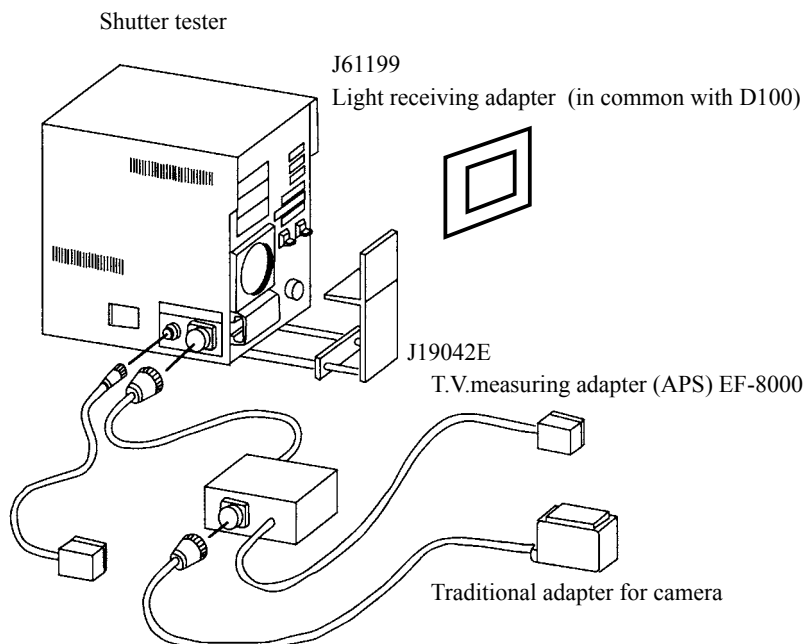 Shutter tester
J61199
Light receiving adapter (in common with D100)
J19042E
T.V.measuring adapter (APS) EF-8000
Traditional adapter for camera